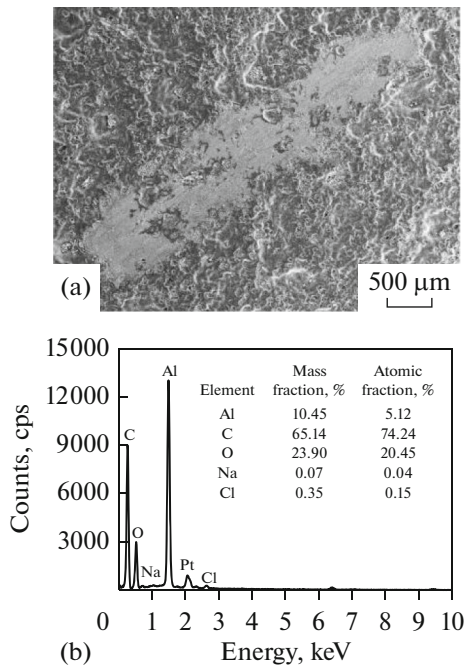 (a)
500 μm
(b)
Counts, cps
15000
12000
9000
6000
3000
Al
C
O
Na
Pt
Cl
Element Mass fraction, % Atomic fraction, %
Al 10.45 5.12
C 65.14 74.24
O 23.90 20.45
Na 0.07 0.04
Cl 0.35 0.15
0 1 2 3 4 5 6 7 8 9 10
Energy, keV